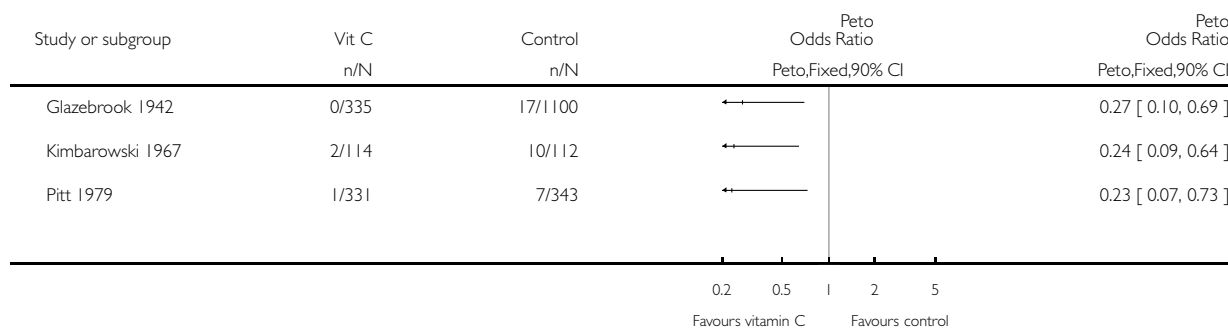 Peto Peto
Study or subgroup Vit C Control Odds Ratio Odds Ratio
n/N n/N Peto,Fixed,90% CI Peto,Fixed,90% CI
Glazebrook 1942 0/335 17/1100 0.27 [ 0.10, 0.69 ]
Kimbarowski 1967 2/114 10/112 0.24 [ 0.09, 0.64 ]
Pitt 1979 1/331 7/343 0.23 [ 0.07, 0.73 ]
0.2 0.5 1 2 5
Favours vitamin C Favours control